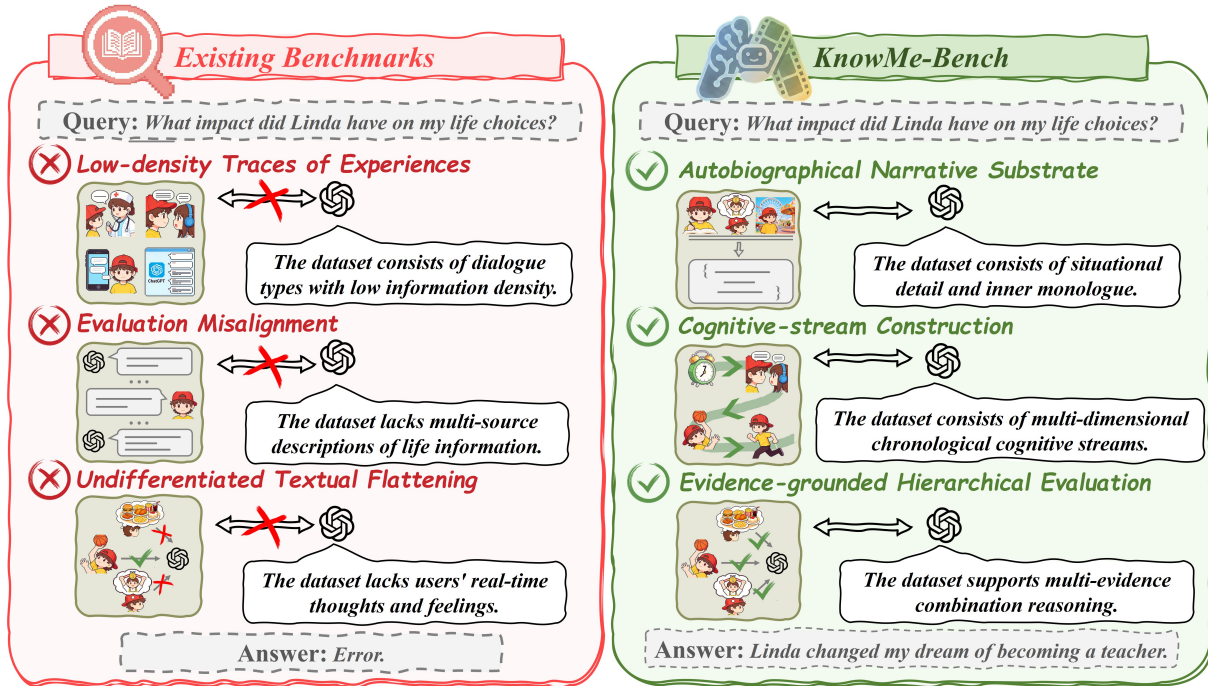 Existing Benchmarks
Query: What impact did Linda have on my life choices?
Low-density Traces of Experiences
ChatGPT
The dataset consists of dialogue
types with low information density.
Evaluation Misalignment
The dataset lacks multi-source
descriptions of life information.
Undifferentiated Textual Flattening
The dataset lacks users' real-time
thoughts and feelings.
Answer: Error.
KnowMe-Bench
Query: What impact did Linda have on my life choices?
Autobiographical Narrative Substrate
The dataset consists of situational
detail and inner monologue.
Cognitive-stream Construction
The dataset consists of multi-dimensional
chronological cognitive streams.
Evidence-grounded Hierarchical Evaluation
The dataset supports multi-evidence
combination reasoning.
Answer: Linda changed my dream of becoming a teacher.